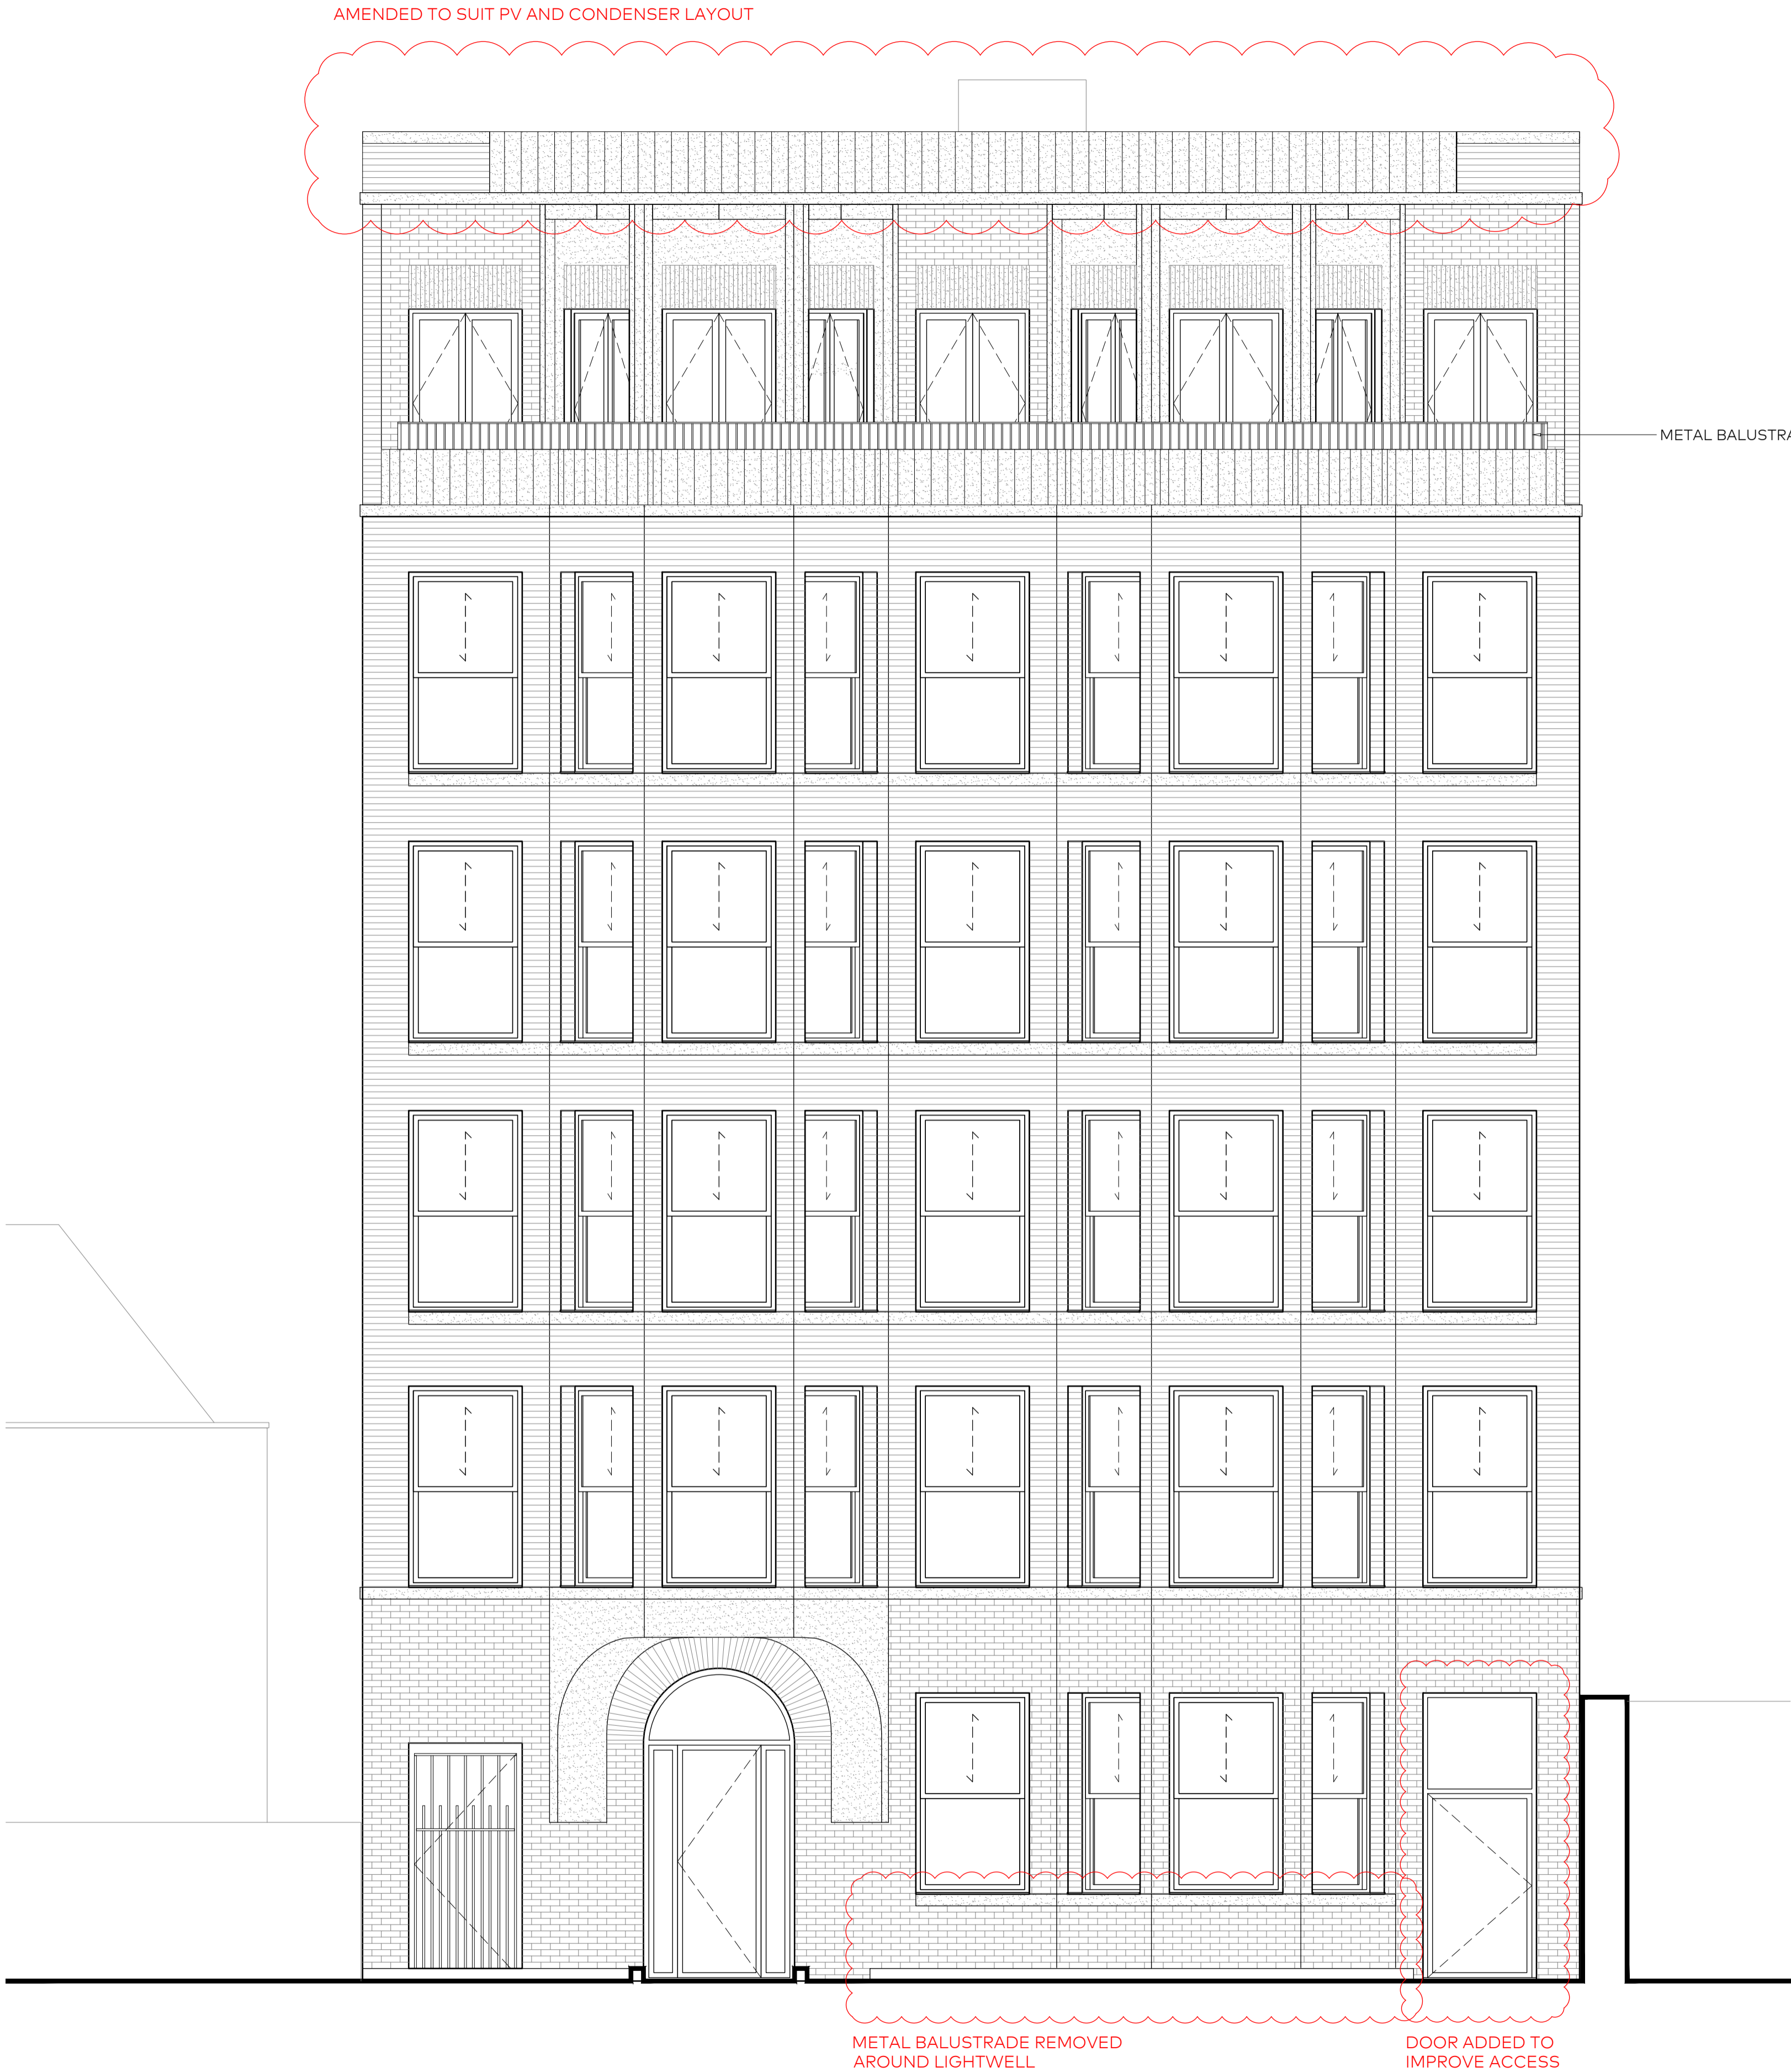 AMENDED TO SUIT PV AND CONDENSER LAYOUT
METAL BALUSTRA
METAL BALUSTRADE REMOVED
AROUND LIGHTWELL
DOOR ADDED TO
IMPROVE ACCESS